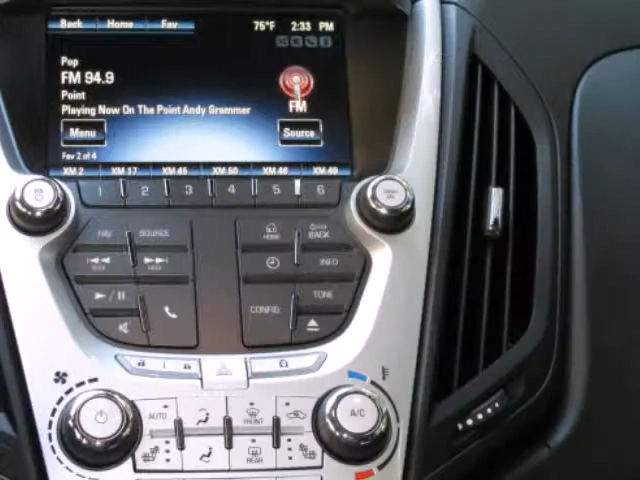 Back Home Fav 75°F 2:33 PM
Pop
FM 94.9
Point
Playing Now On The Point Andy Grammer
FM
Menu Source
Fav 2 of 4
XM 2 XM 17 XM 45 XM 50 XM 46 XM 49
1 2 3 4 5 6
FAV SOURCE HOME BACK
SEEK SEEK INFO
TONE
CONFIG
AUTO FRONT A/C
REAR